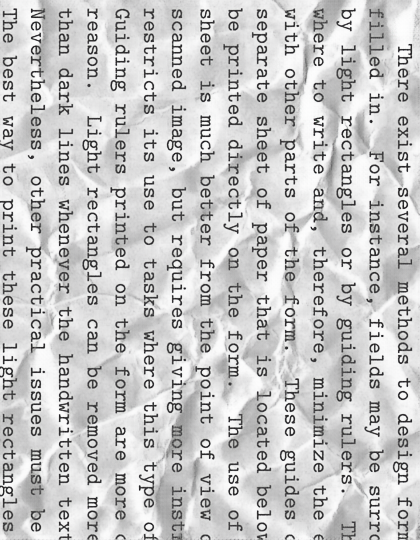 There exist several methods to design form
filled in. For instance, fields may be surro
by light rectangles or by guiding rulers. Th
where to write and, therefore, minimize the e
with other parts of the form. These guides c
separate sheet of paper that is located below
be printed directly on the form. The use of
sheet is much better from the point of view o
scanned image, but requires giving more instr
restricts its use to tasks where this type of
Guiding rulers printed on the form are more c
reason. Light rectangles can be removed more
than dark lines whenever the handwritten text
Nevertheless, other practical issues must be
The best way to print these light rectangles